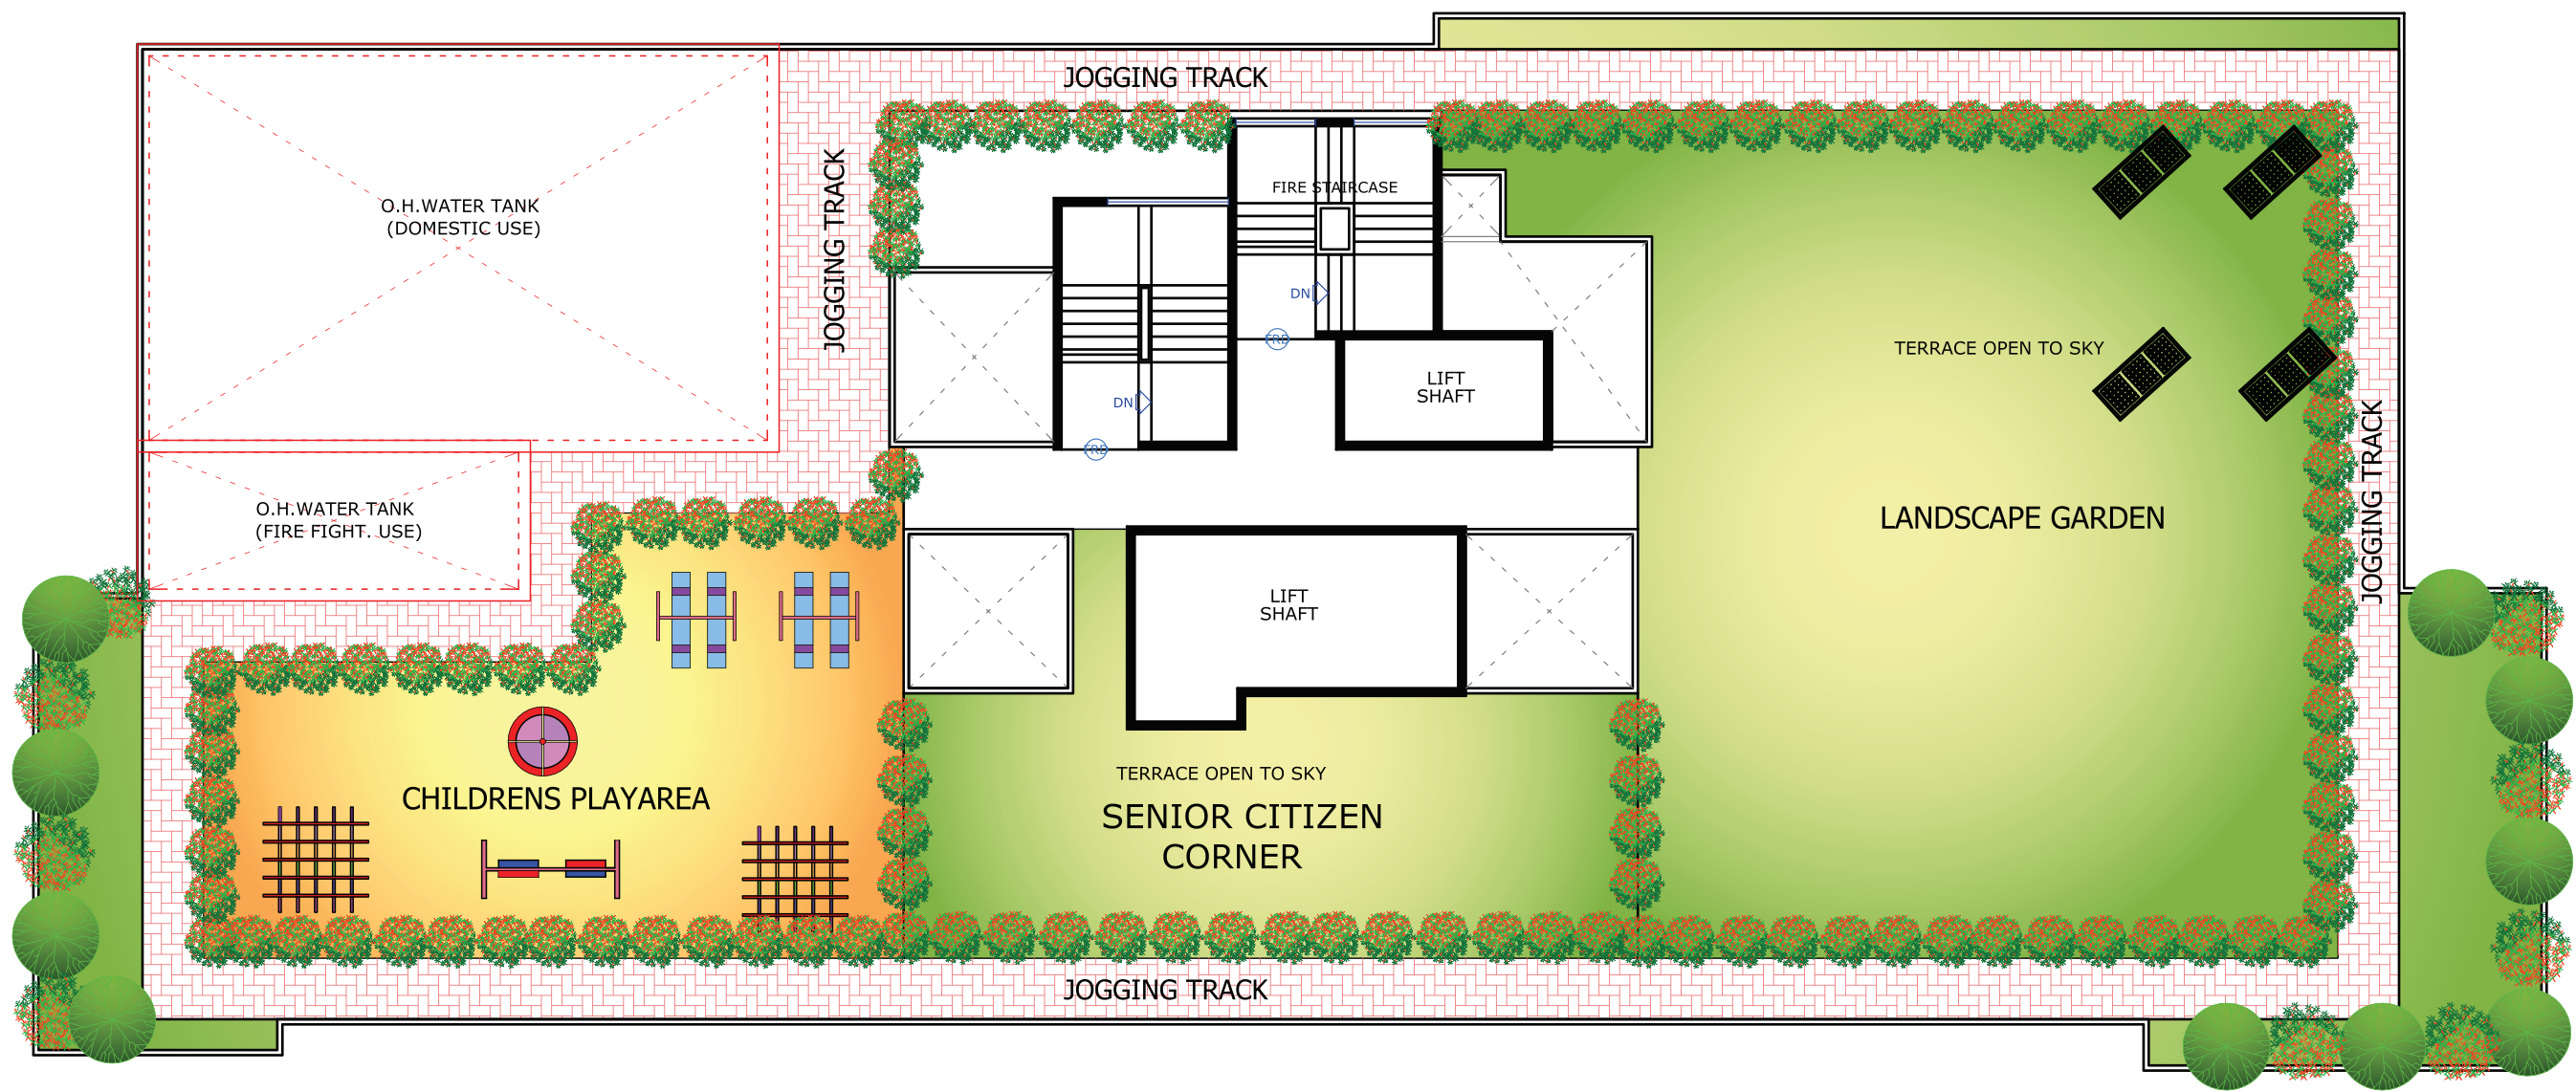 JOGGING TRACK
O.H.WATER TANK
(DOMESTIC USE)
JOGGING TRACK
FIRE STAIRCASE
DN
FRD
DN
FRD
LIFT
SHAFT
TERRACE OPEN TO SKY
LANDSCAPE GARDEN
JOGGING TRACK
O.H.WATER TANK
(FIRE FIGHT. USE)
LIFT
SHAFT
CHILDRENS PLAYAREA
TERRACE OPEN TO SKY
SENIOR CITIZEN
CORNER
JOGGING TRACK